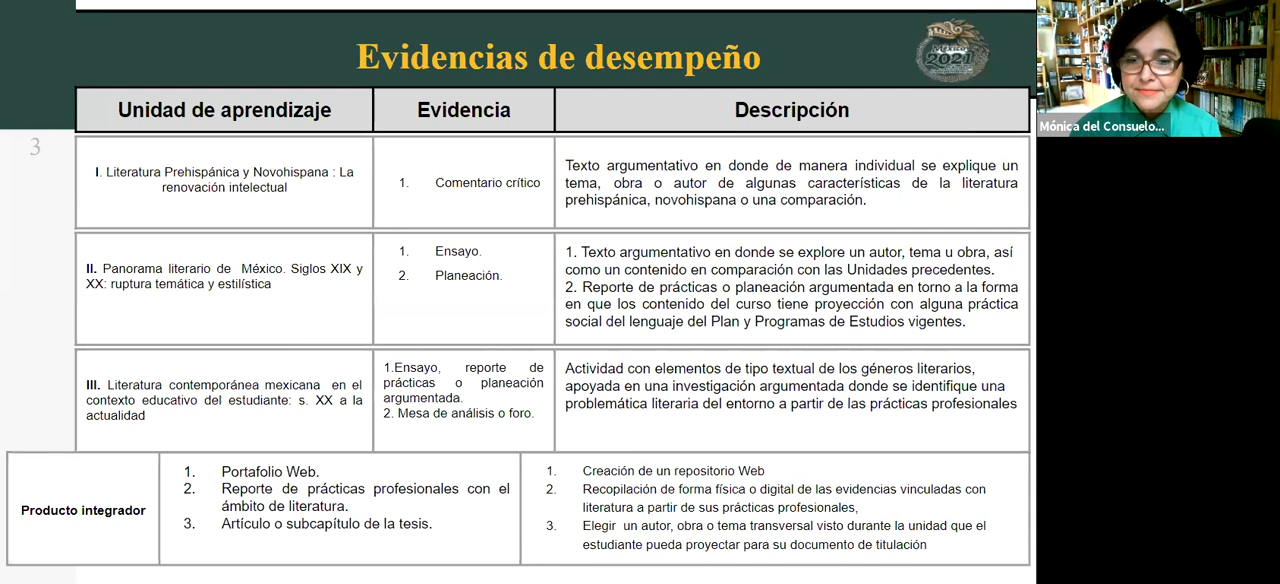 Evidencias de desempeño
México
2021
Mónica del Consuelo...
3
Unidad de aprendizaje
Evidencia
Descripción
I. Literatura Prehispánica y Novohispana : La
renovación intelectual
1. Comentario crítico
Texto argumentativo en donde de manera individual se explique un
tema, obra o autor de algunas características de la literatura
prehispánica, novohispana o una comparación.
II. Panorama literario de México. Siglos XIX y
XX: ruptura temática y estilística
1. Ensayo.
2. Planeación.
1. Texto argumentativo en donde se explore un autor, tema u obra, así
como un contenido en comparación con las Unidades precedentes.
2. Reporte de prácticas o planeación argumentada en torno a la forma
en que los contenido del curso tiene proyección con alguna práctica
social del lenguaje del Plan y Programas de Estudios vigentes.
III. Literatura contemporánea mexicana en el
contexto educativo del estudiante: s. XX a la
actualidad
1.Ensayo, reporte de
prácticas o planeación
argumentada.
2. Mesa de análisis o foro.
Actividad con elementos de tipo textual de los géneros literarios,
apoyada en una investigación argumentada donde se identifique una
problemática literaria del entorno a partir de las prácticas profesionales
Producto integrador
1. Portafolio Web.
2. Reporte de prácticas profesionales con el
ámbito de literatura.
3. Artículo o subcapítulo de la tesis.
1. Creación de un repositorio Web
2. Recopilación de forma física o digital de las evidencias vinculadas con
literatura a partir de sus prácticas profesionales,
3. Elegir un autor, obra o tema transversal visto durante la unidad que el
estudiante pueda proyectar para su documento de titulación